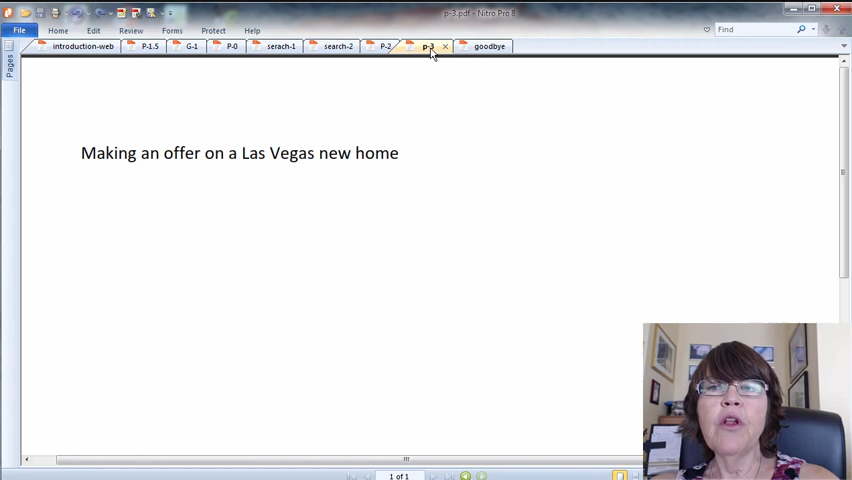 p-3.pdf - Nitro Pro 8
File Home Edit Review Forms Protect Help Find
introduction-web P-1.5 G-1 P-0 serach-1 search-2 P-2 p-3 goodbye
Pages
Making an offer on a Las Vegas new home
1 of 1